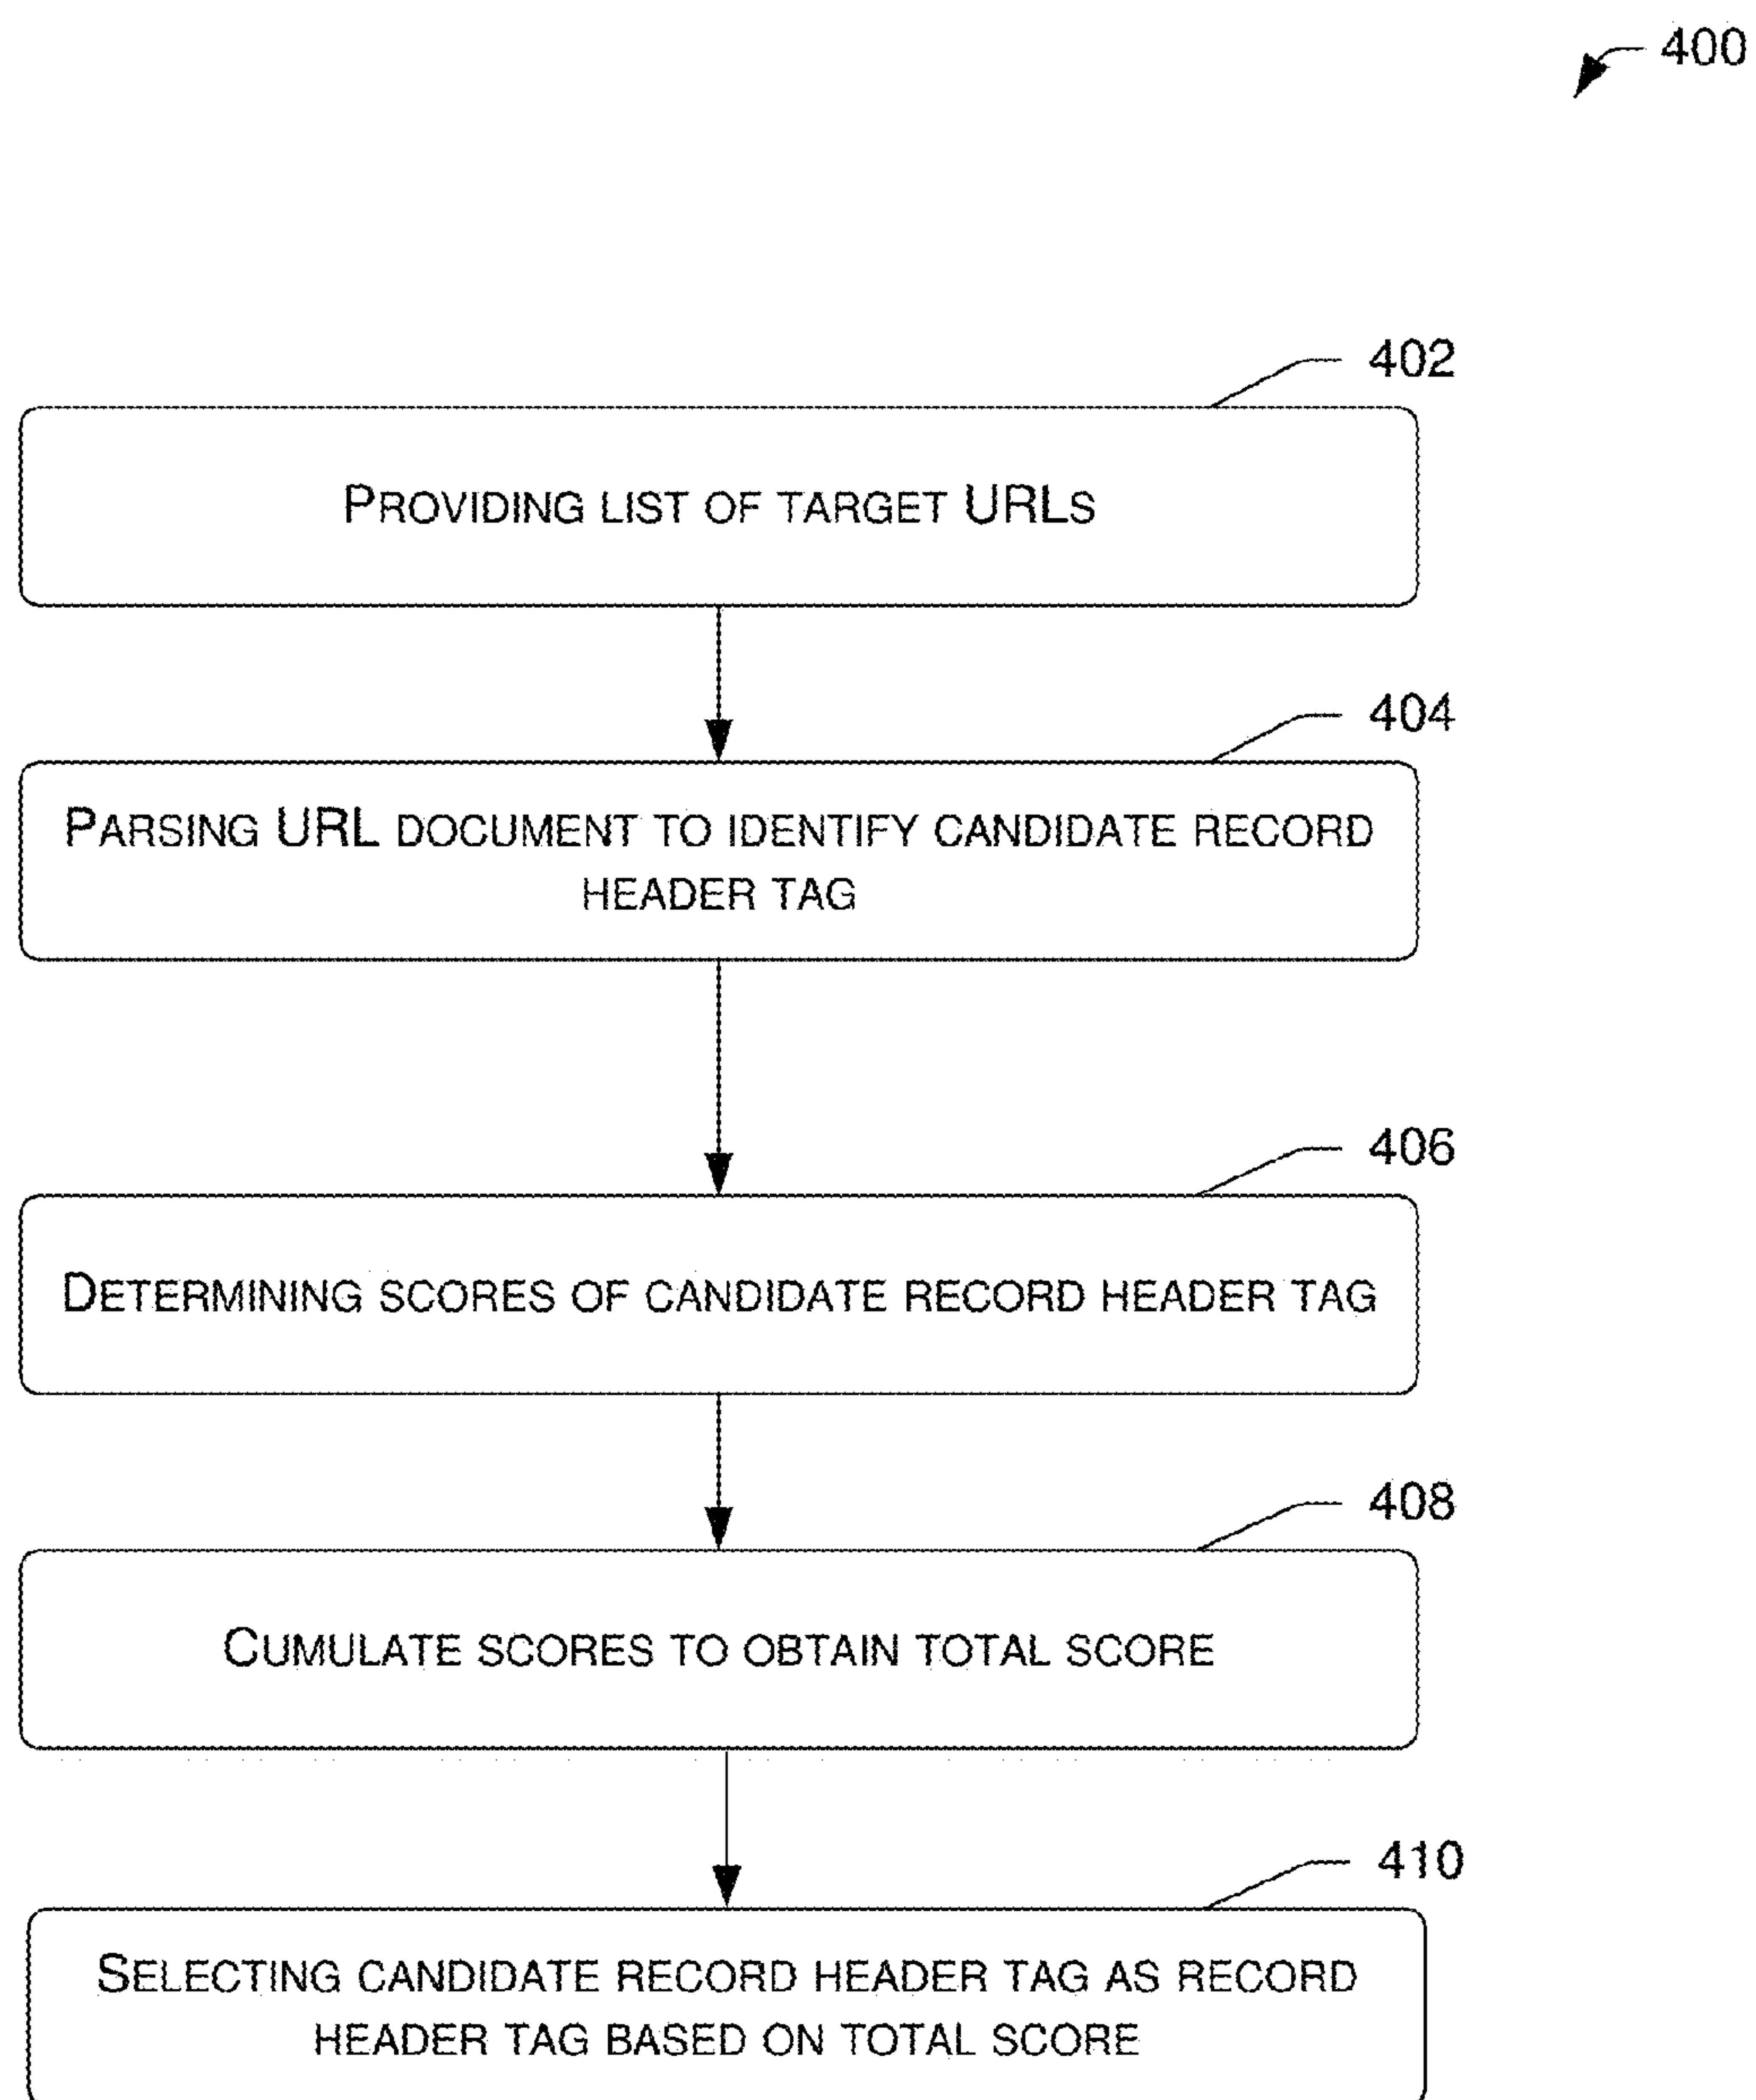 400
402
PROVIDING LIST OF TARGET URLS
404
PARSING URL DOCUMENT TO IDENTIFY CANDIDATE RECORD
HEADER TAG
406
DETERMINING SCORES OF CANDIDATE RECORD HEADER TAG
408
CUMULATE SCORES TO OBTAIN TOTAL SCORE
410
SELECTING CANDIDATE RECORD HEADER TAG AS RECORD
HEADER TAG BASED ON TOTAL SCORE